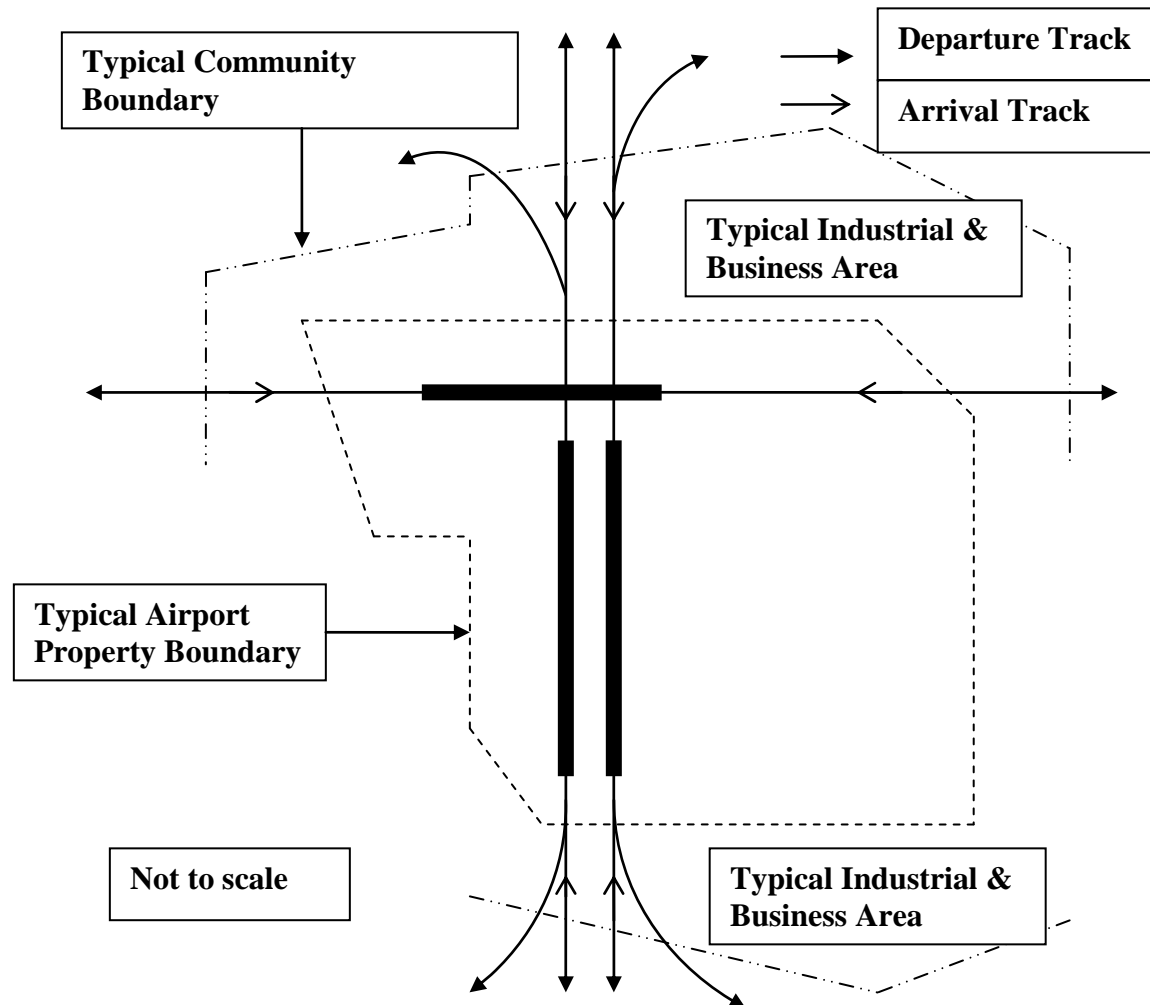 Typical Community
Boundary
Departure Track
Arrival Track
Typical Industrial &
Business Area
Typical Airport
Property Boundary
Not to scale
Typical Industrial &
Business Area